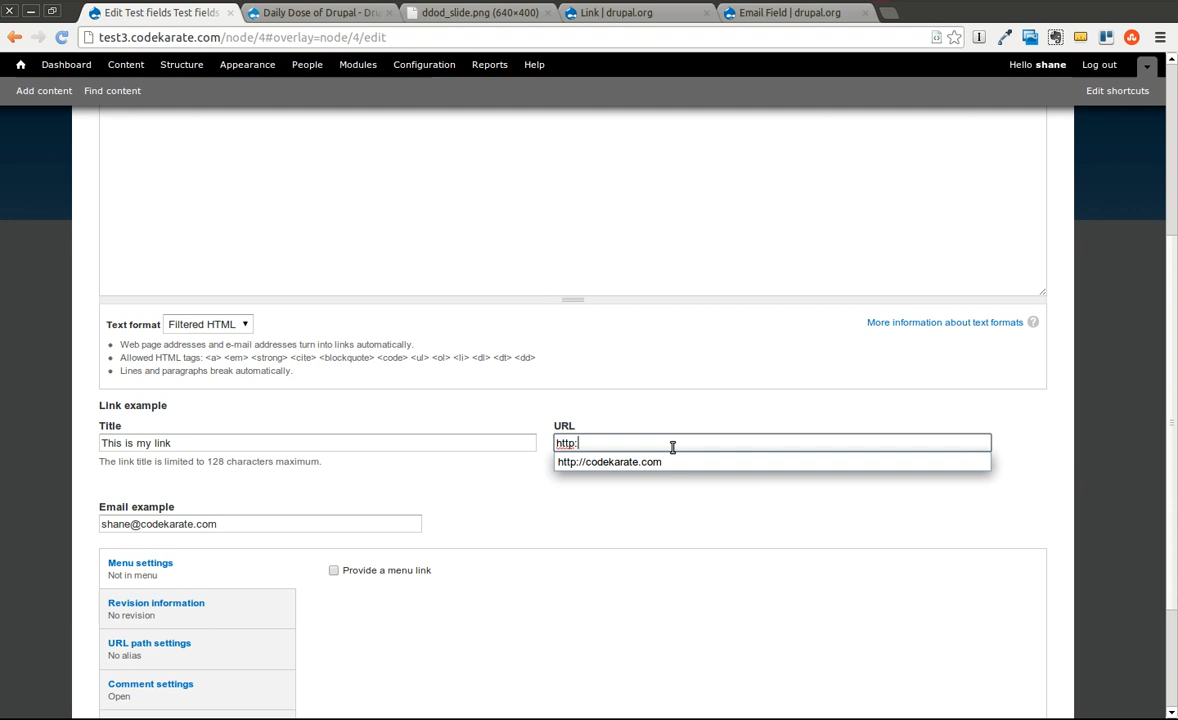 Edit Test fields Test fields
Daily Dose of Drupal - Dru
ddod_slide.png (640×400)
Link | drupal.org
Email Field | drupal.org
test3.codekarate.com/node/4#overlay=node/4/edit
Dashboard Content Structure Appearance People Modules Configuration Reports Help
Hello shane Log out
Add content Find content
Edit shortcuts
Text format Filtered HTML
More information about text formats ?
Web page addresses and e-mail addresses turn into links automatically.
Allowed HTML tags: <a> <em> <strong> <cite> <blockquote> <code> <ul> <ol> <li> <dl> <dt> <dd>
Lines and paragraphs break automatically.
Link example
Title
URL
This is my link
http:
The link title is limited to 128 characters maximum.
http://codekarate.com
Email example
shane@codekarate.com
Menu settings
Not in menu
Provide a menu link
Revision information
No revision
URL path settings
No alias
Comment settings
Open